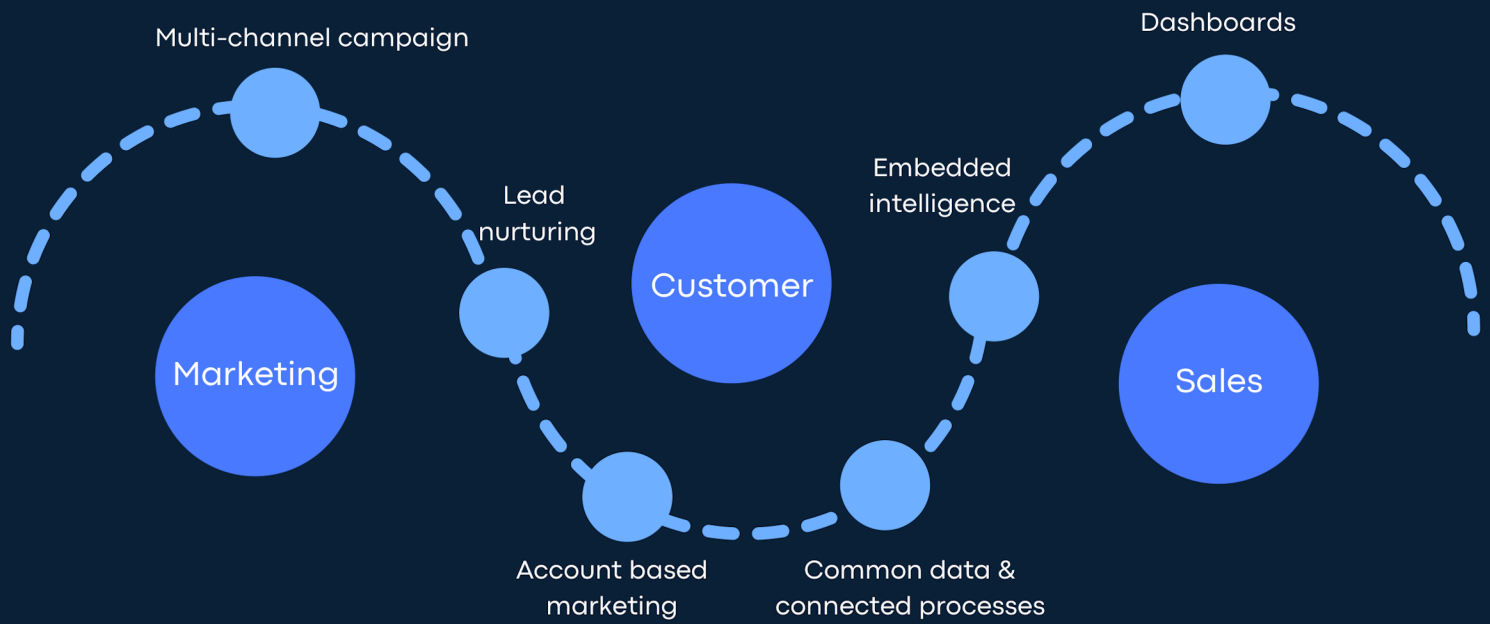 Multi-channel campaign
Dashboards
Lead
nurturing
Embedded
intelligence
Customer
Marketing
Sales
Account based
marketing
Common data &
connected processes